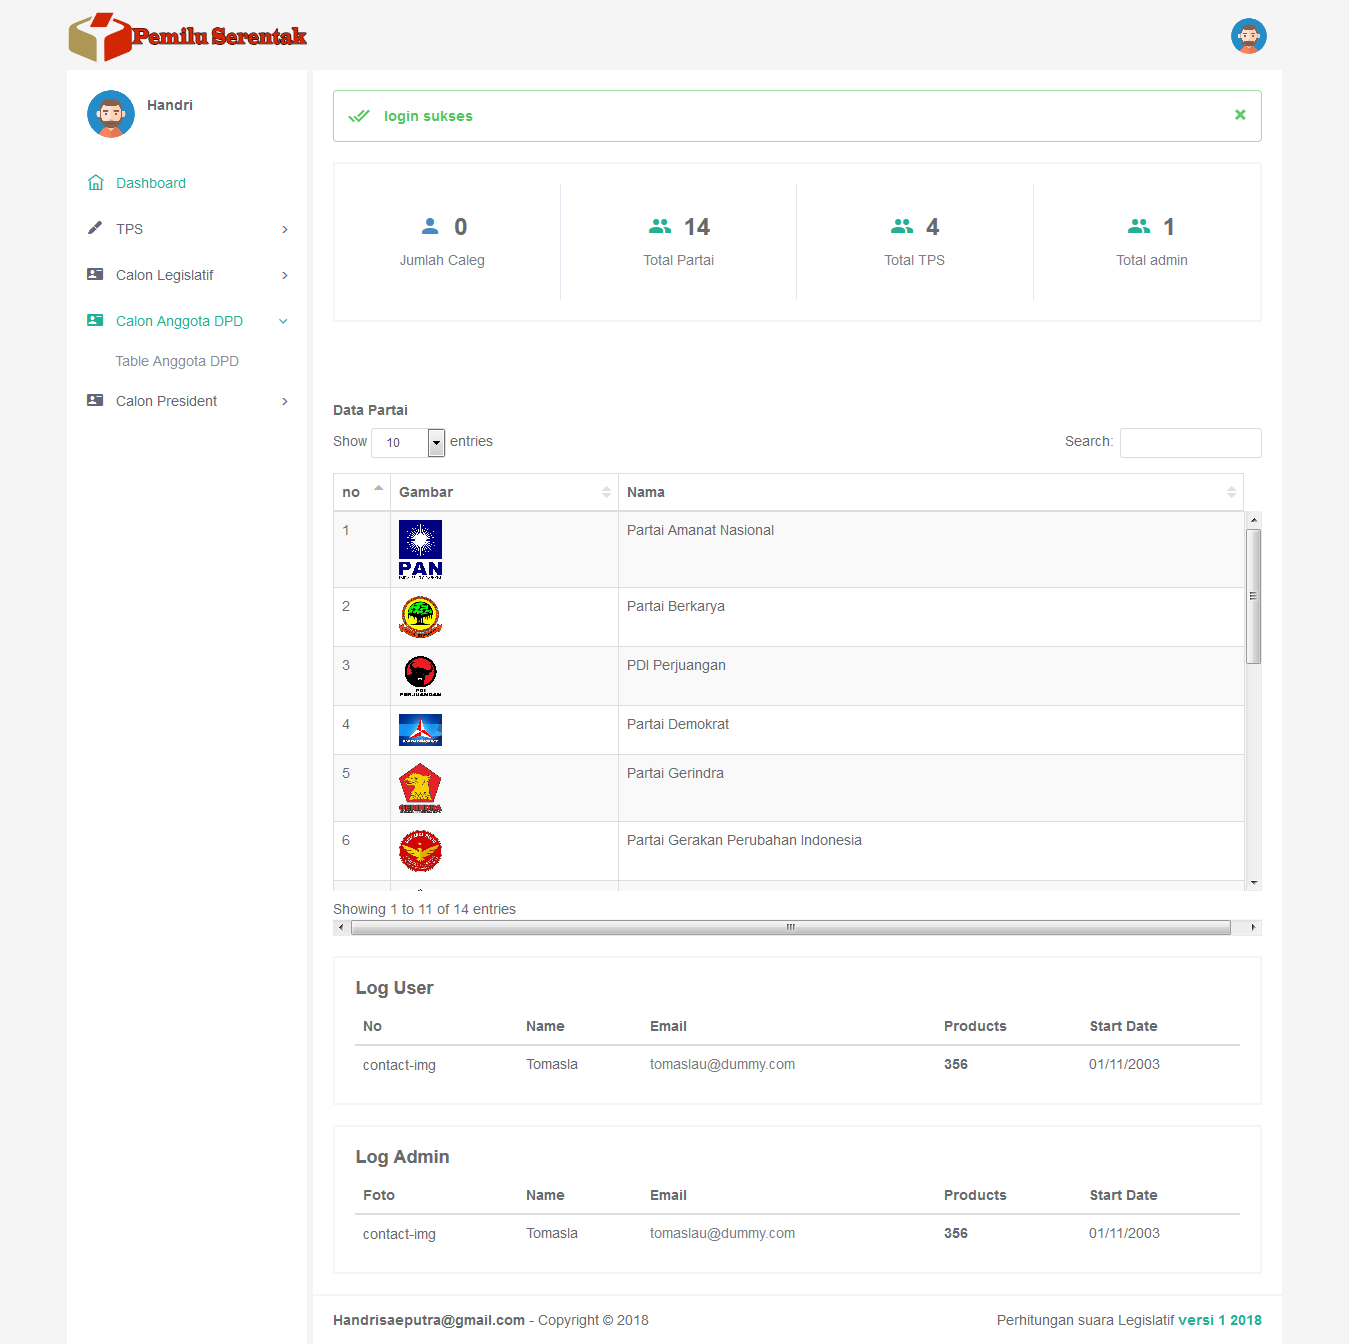 Pemilu Serentak
Handri
Dashboard
TPS
Calon Legislatif
Calon Anggota DPD
Table Anggota DPD
Calon President
login sukses
0
Jumlah Caleg
14
Total Partai
4
Total TPS
1
Total admin
Data Partai
Show 10 entries
Search:
no Gambar Nama
1 PAN Partai Amanat Nasional
2 Partai Berkarya
3 PDI PERJUANGAN PDI Perjuangan
4 Partai Demokrat
5 Partai Gerindra
6 Partai Gerakan Perubahan Indonesia
Showing 1 to 11 of 14 entries
Log User
No Name Email Products Start Date
contact-img Tomasla tomaslau@dummy.com 356 01/11/2003
Log Admin
Foto Name Email Products Start Date
contact-img Tomasla tomaslau@dummy.com 356 01/11/2003
Handrisaeputra@gmail.com - Copyright © 2018
Perhitungan suara Legislatif versi 1 2018